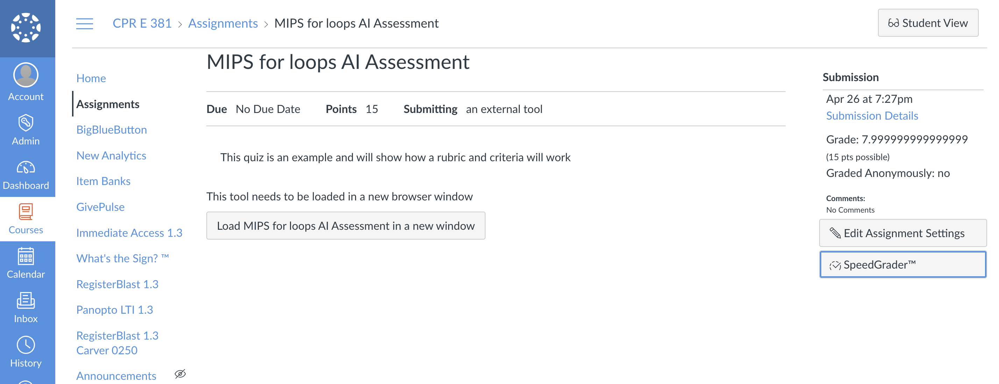 CPR E 381 > Assignments > MIPS for loops AI Assessment
Student View
Account
Admin
Dashboard
Courses
Calendar
Inbox
History
Home
Assignments
BigBlueButton
New Analytics
Item Banks
GivePulse
Immediate Access 1.3
What's the Sign? ™
RegisterBlast 1.3
Panopto LTI 1.3
RegisterBlast 1.3
Carver 0250
Announcements
MIPS for loops AI Assessment
Due No Due Date Points 15 Submitting an external tool
This quiz is an example and will show how a rubric and criteria will work
This tool needs to be loaded in a new browser window
Load MIPS for loops AI Assessment in a new window
Submission
Apr 26 at 7:27pm
Submission Details
Grade: 7.999999999999999
(15 pts possible)
Graded Anonymously: no
Comments:
No Comments
Edit Assignment Settings
SpeedGrader™